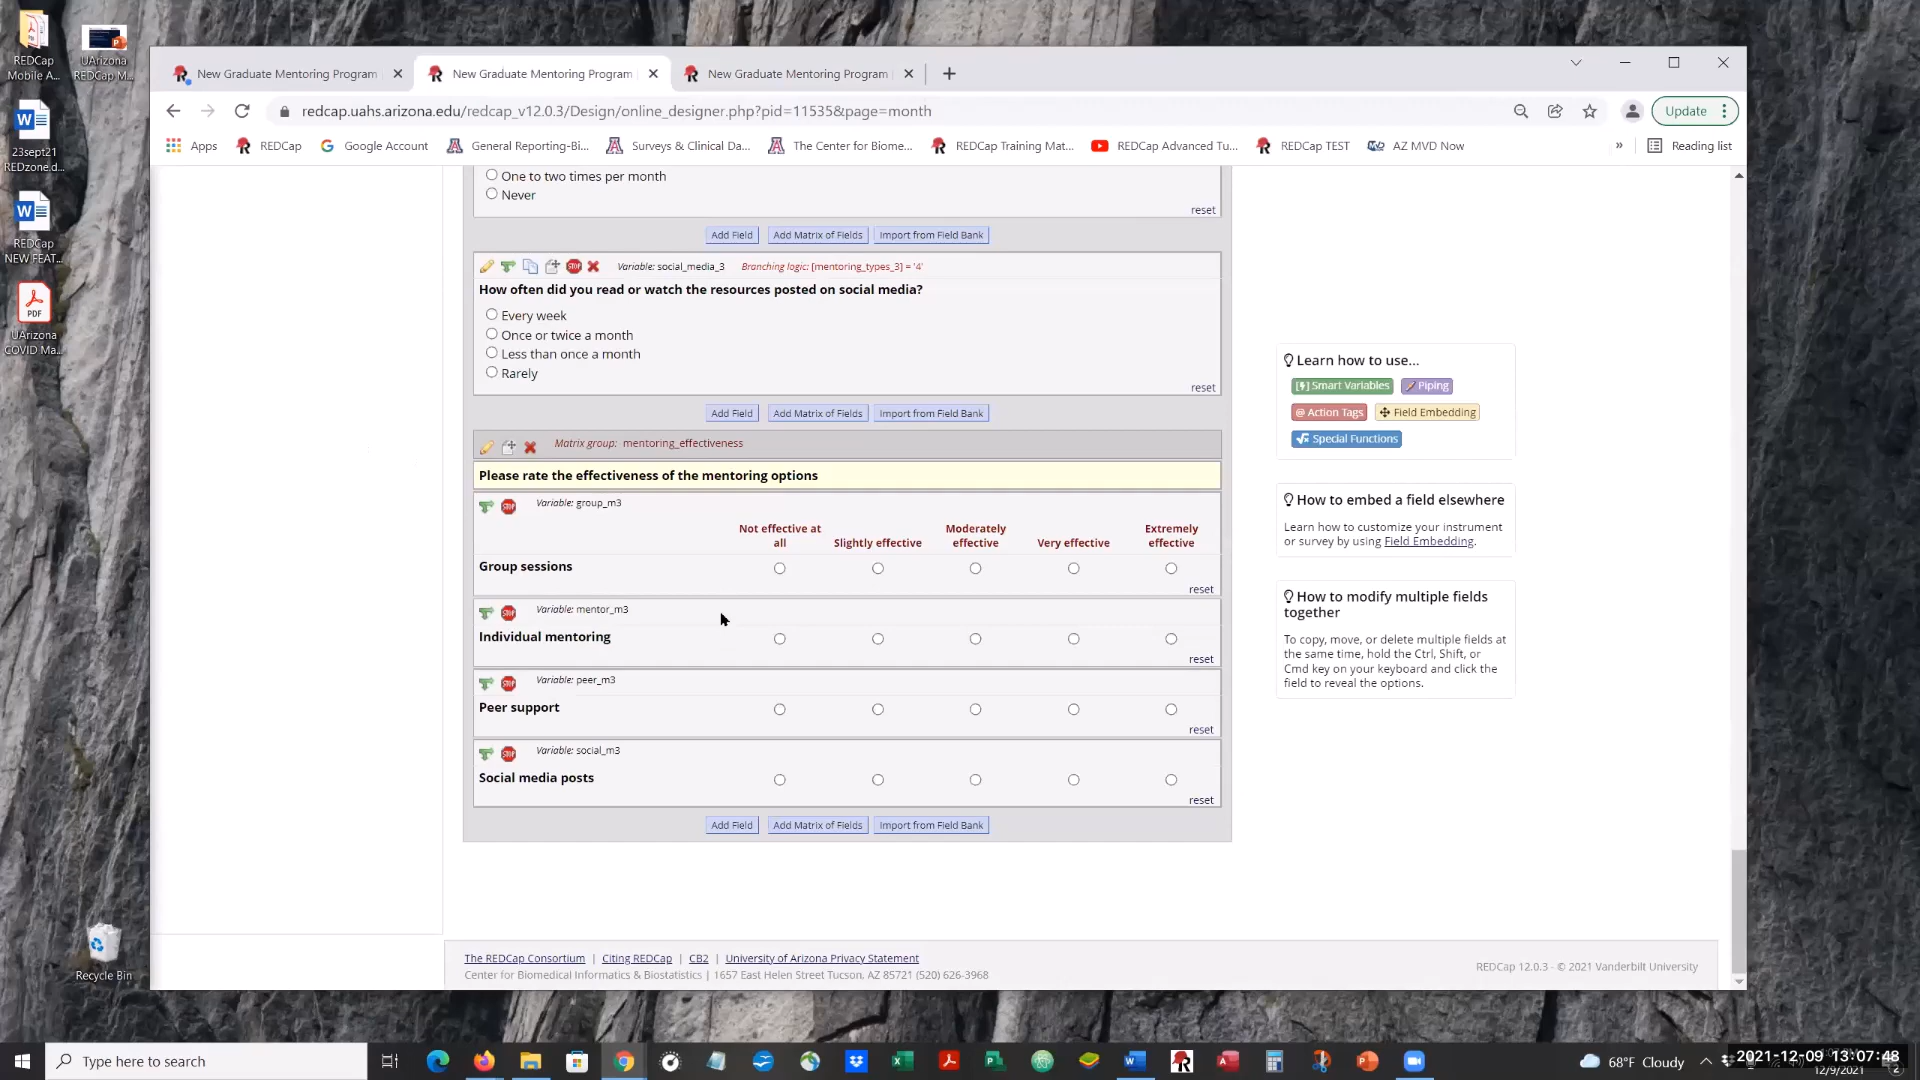 REDCap
Mobile A...
UArizona
REDCap M...
23sept21
REDzone.d...
REDCap
NEW FEAT...
PDF
UArizona
COVID Ma...
Recycle Bin
New Graduate Mentoring Program
New Graduate Mentoring Program
New Graduate Mentoring Program
redcap.uahs.arizona.edu/redcap_v12.0.3/Design/online_designer.php?pid=11535&page=month
Update
Apps
REDCap
Google Account
General Reporting-Bi...
Surveys & Clinical Da...
The Center for Biome...
REDCap Training Mat...
REDCap Advanced Tu...
REDCap TEST
AZ MVD Now
»
Reading list
One to two times per month
Never
reset
Add Field Add Matrix of Fields Import from Field Bank
STOP Variable: social_media_3 Branching logic: [mentoring_types_3] = '4'
How often did you read or watch the resources posted on social media?
Every week
Once or twice a month
Less than once a month
Rarely
reset
Add Field Add Matrix of Fields Import from Field Bank
Matrix group: mentoring_effectiveness
Please rate the effectiveness of the mentoring options
STOP Variable: group_m3
Not effective at all Slightly effective Moderately effective Very effective Extremely effective
Group sessions
reset
STOP Variable: mentor_m3
Individual mentoring
reset
STOP Variable: peer_m3
Peer support
reset
STOP Variable: social_m3
Social media posts
reset
Add Field Add Matrix of Fields Import from Field Bank
Learn how to use...
Smart Variables Piping
@ Action Tags Field Embedding
Special Functions
How to embed a field elsewhere
Learn how to customize your instrument
or survey by using Field Embedding.
How to modify multiple fields
together
To copy, move, or delete multiple fields at
the same time, hold the Ctrl, Shift, or
Cmd key on your keyboard and click the
field to reveal the options.
The REDCap Consortium | Citing REDCap | CB2 | University of Arizona Privacy Statement
Center for Biomedical Informatics & Biostatistics | 1657 East Helen Street Tucson, AZ 85721 (520) 626-3968
REDCap 12.0.3 - © 2021 Vanderbilt University
Type here to search
68°F Cloudy
2021-12-09 13:07:48
12/9/2021